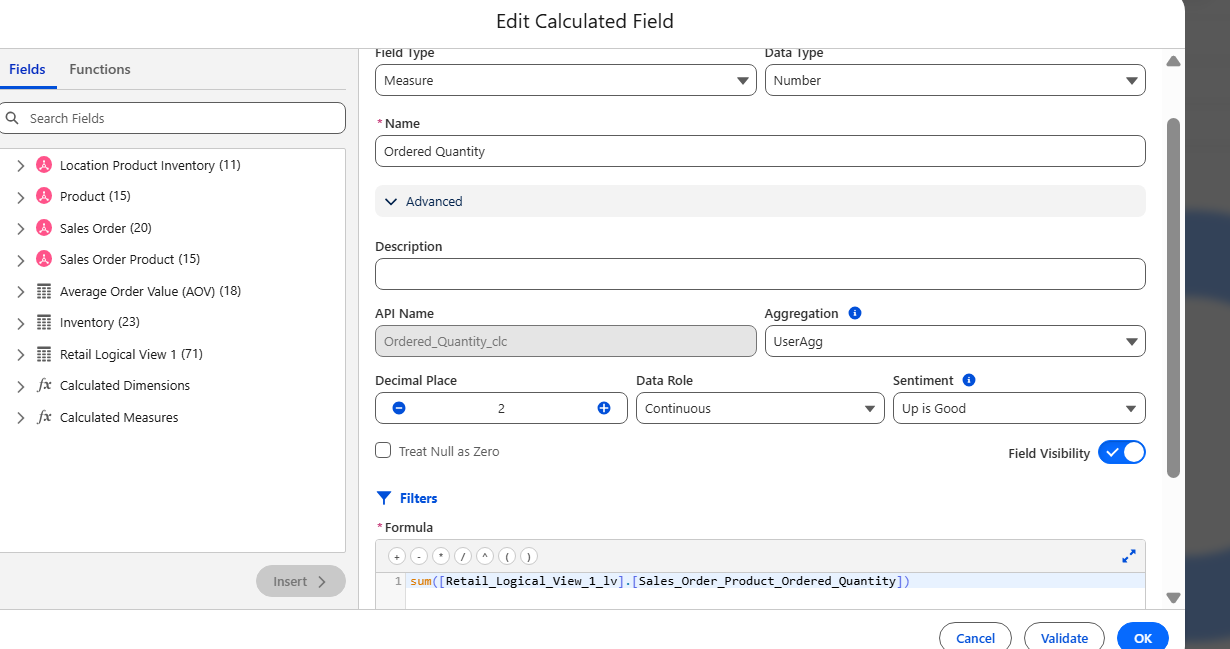 Edit Calculated Field
Fields Functions
Search Fields
Location Product Inventory (11)
Product (15)
Sales Order (20)
Sales Order Product (15)
Average Order Value (AOV) (18)
Inventory (23)
Retail Logical View 1 (71)
fx Calculated Dimensions
fx Calculated Measures
Insert
Field Type Data Type
Measure Number
* Name
Ordered Quantity
Advanced
Description
API Name Aggregation
Ordered_Quantity_clc UserAgg
Decimal Place Data Role Sentiment
2 Continuous Up is Good
Treat Null as Zero Field Visibility
Filters
* Formula
+ - * / ^ ( )
1 sum([Retail_Logical_View_1_lv].[Sales_Order_Product_Ordered_Quantity])
Cancel Validate OK